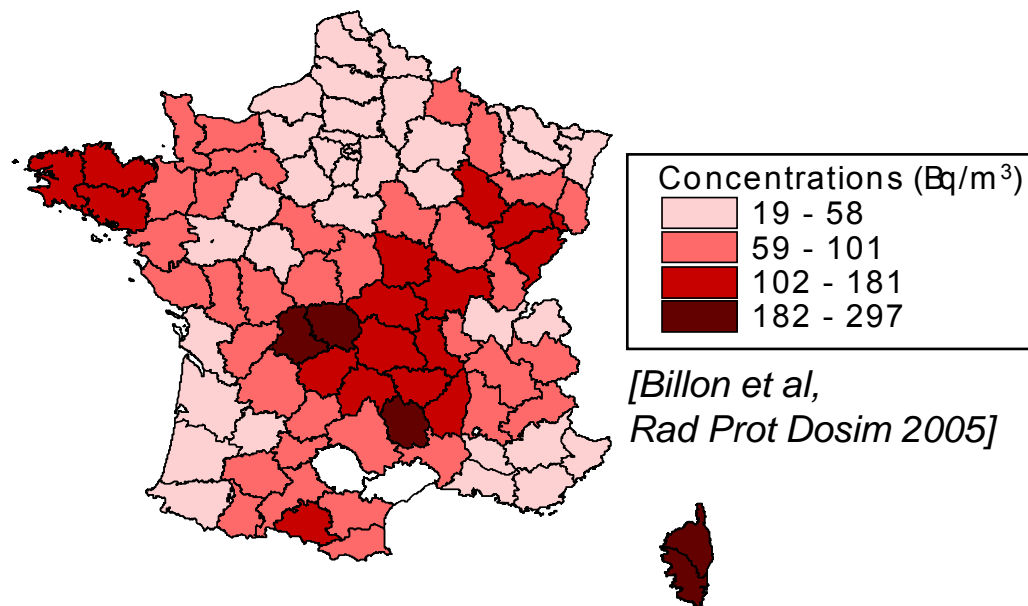 Concentrations (Bq/m³)
19 - 58
59 - 101
102 - 181
182 - 297
[Billon et al,
Rad Prot Dosim 2005]